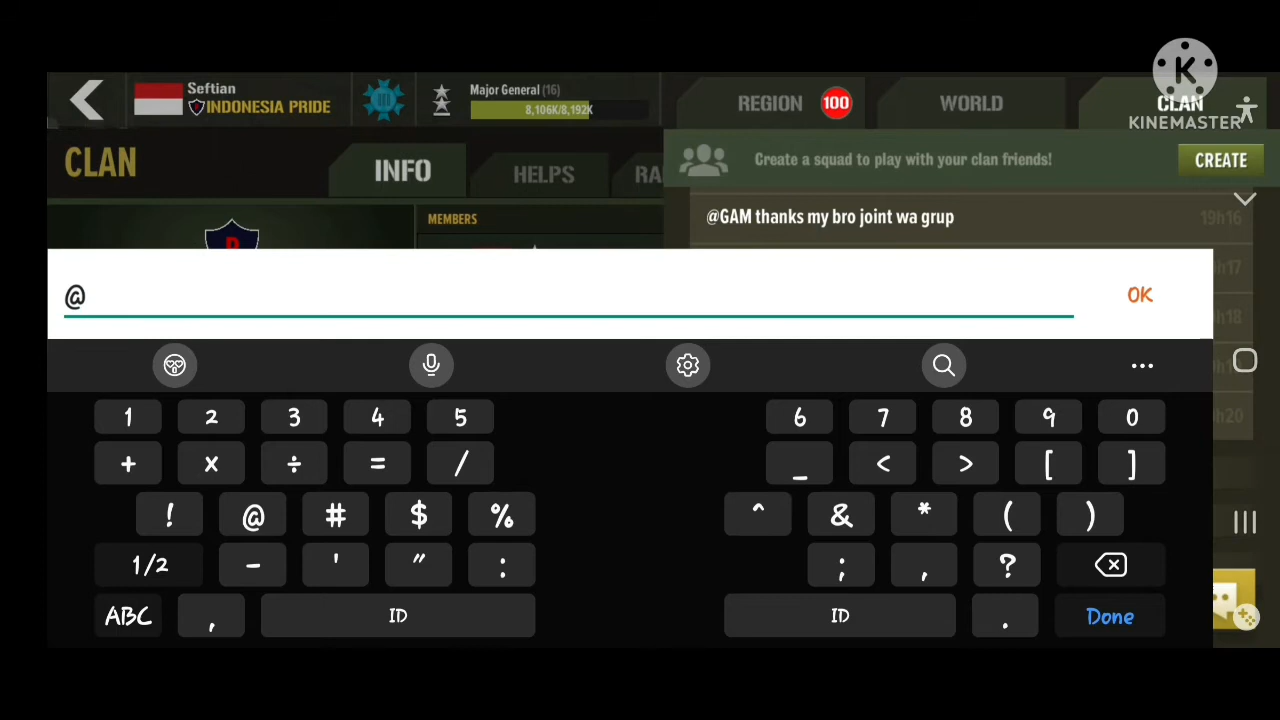 Seftian
INDONESIA PRIDE
Major General (16)
8,106K/8,192K
REGION 100
WORLD
CLAN
K
KINEMASTER
CLAN
INFO
HELPS
RA
Create a squad to play with your clan friends!
CREATE
MEMBERS
@GAM thanks my bro joint wa grup
19h16
@
OK
1 2 3 4 5 6 7 8 9 0
+ × ÷ = / _ < > [ ]
! @ # $ % ^ & * ( )
1/2 - ' " : ; , ?
ABC , ID ID . Done